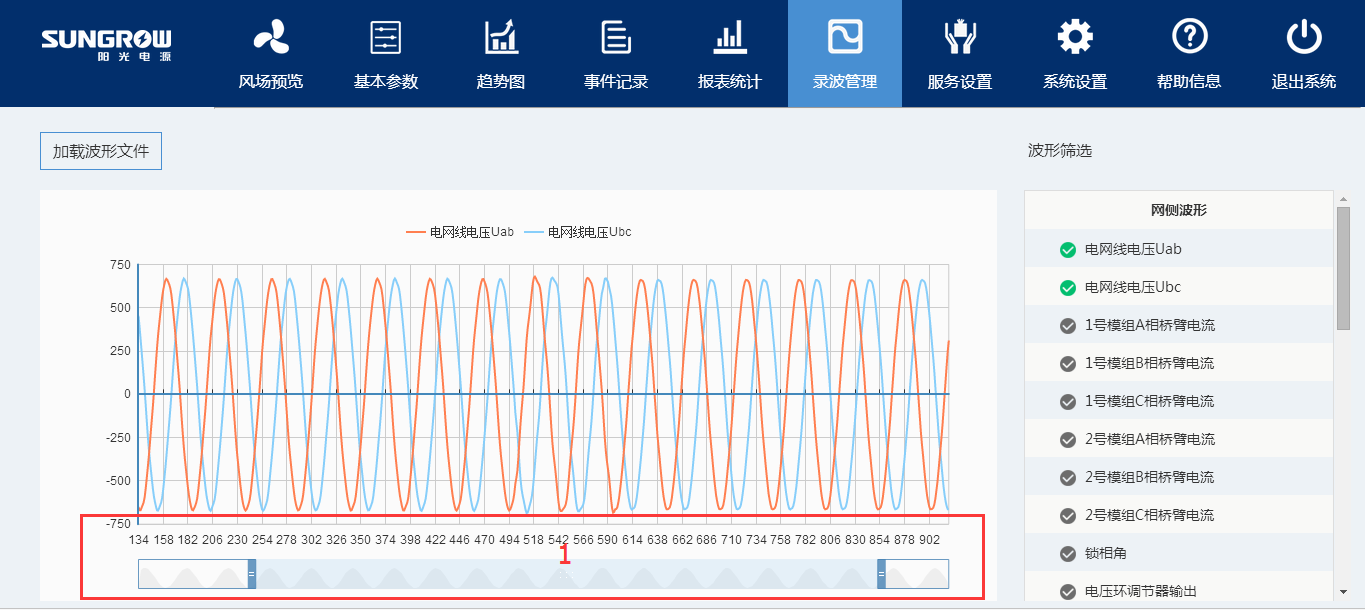 SUNGROW
阳光电源
风场预览 基本参数 趋势图 事件记录 报表统计 录波管理 服务设置 系统设置 帮助信息 退出系统
加载波形文件
波形筛选
电网线电压Uab 电网线电压Ubc
750
500
250
0
-250
-500
-750
134 158 182 206 230 254 278 302 326 350 374 398 422 446 470 494 518 542 566 590 614 638 662 686 710 734 758 782 806 830 854 878 902
1
网侧波形
电网线电压Uab
电网线电压Ubc
1号模组A相桥臂电流
1号模组B相桥臂电流
1号模组C相桥臂电流
2号模组A相桥臂电流
2号模组B相桥臂电流
2号模组C相桥臂电流
锁相角
电压环调节器输出